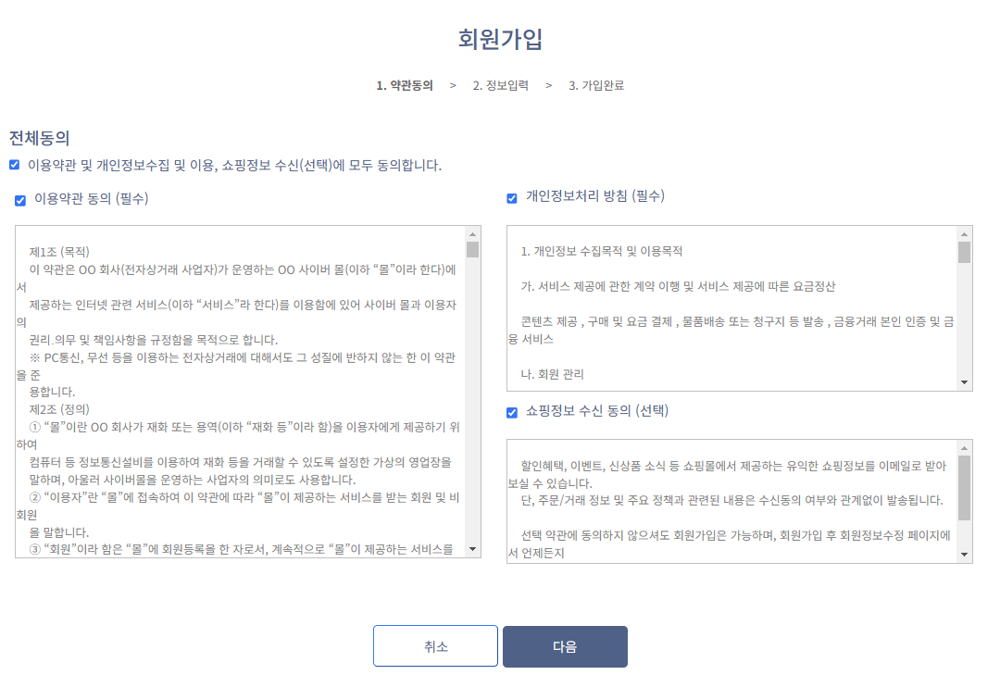 회원가입
1. 약관동의 > 2. 정보입력 > 3. 가입완료
전체동의
이용약관 및 개인정보수집 및 이용, 쇼핑정보 수신(선택)에 모두 동의합니다.
이용약관 동의 (필수)
제1조 (목적)
이 약관은 OO 회사(전자상거래 사업자)가 운영하는 OO 사이버 몰(이하 “몰”이라 한다)에
서
제공하는 인터넷 관련 서비스(이하 “서비스”라 한다)를 이용함에 있어 사이버 몰과 이용자
의
권리.의무 및 책임사항을 규정함을 목적으로 합니다.
※ PC통신, 무선 등을 이용하는 전자상거래에 대해서도 그 성질에 반하지 않는 한 이 약관
을 준
용합니다.
제2조 (정의)
① “몰”이란 OO 회사가 재화 또는 용역(이하 “재화 등”이라 함)을 이용자에게 제공하기 위
하여
컴퓨터 등 정보통신설비를 이용하여 재화 등을 거래할 수 있도록 설정한 가상의 영업장을
말하며, 아울러 사이버몰을 운영하는 사업자의 의미로도 사용합니다.
② “이용자”란 “몰”에 접속하여 이 약관에 따라 “몰”이 제공하는 서비스를 받는 회원 및 비
회원
을 말합니다.
③ “회원”이라 함은 “몰”에 회원등록을 한 자로서, 계속적으로 “몰”이 제공하는 서비스를
개인정보처리 방침 (필수)
1. 개인정보 수집목적 및 이용목적
가. 서비스 제공에 관한 계약 이행 및 서비스 제공에 따른 요금정산
콘텐츠 제공 , 구매 및 요금 결제 , 물품배송 또는 청구지 등 발송 , 금융거래 본인 인증 및 금
융 서비스
나. 회원 관리
쇼핑정보 수신 동의 (선택)
할인혜택, 이벤트, 신상품 소식 등 쇼핑몰에서 제공하는 유익한 쇼핑정보를 이메일로 받아
보실 수 있습니다.
단, 주문/거래 정보 및 주요 정책과 관련된 내용은 수신동의 여부와 관계없이 발송됩니다.
선택 약관에 동의하지 않으셔도 회원가입은 가능하며, 회원가입 후 회원정보수정 페이지에
서 언제든지
취소
다음